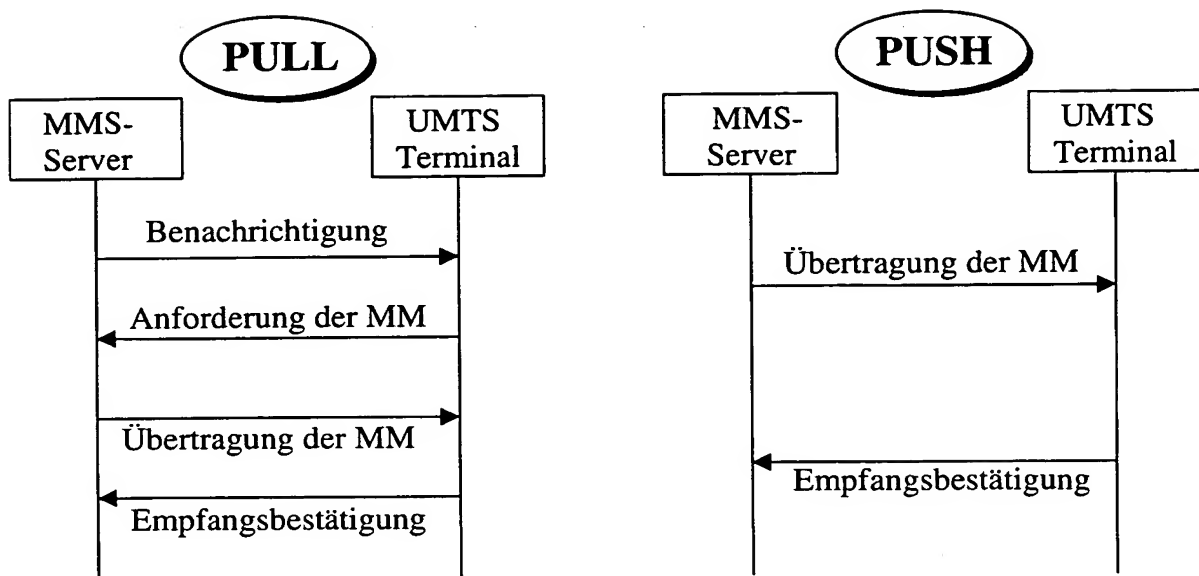 PULL
MMS-
Server
UMTS
Terminal
Benachrichtigung
Anforderung der MM
Übertragung der MM
Empfangsbestätigung
PUSH
MMS-
Server
UMTS
Terminal
Übertragung der MM
Empfangsbestätigung